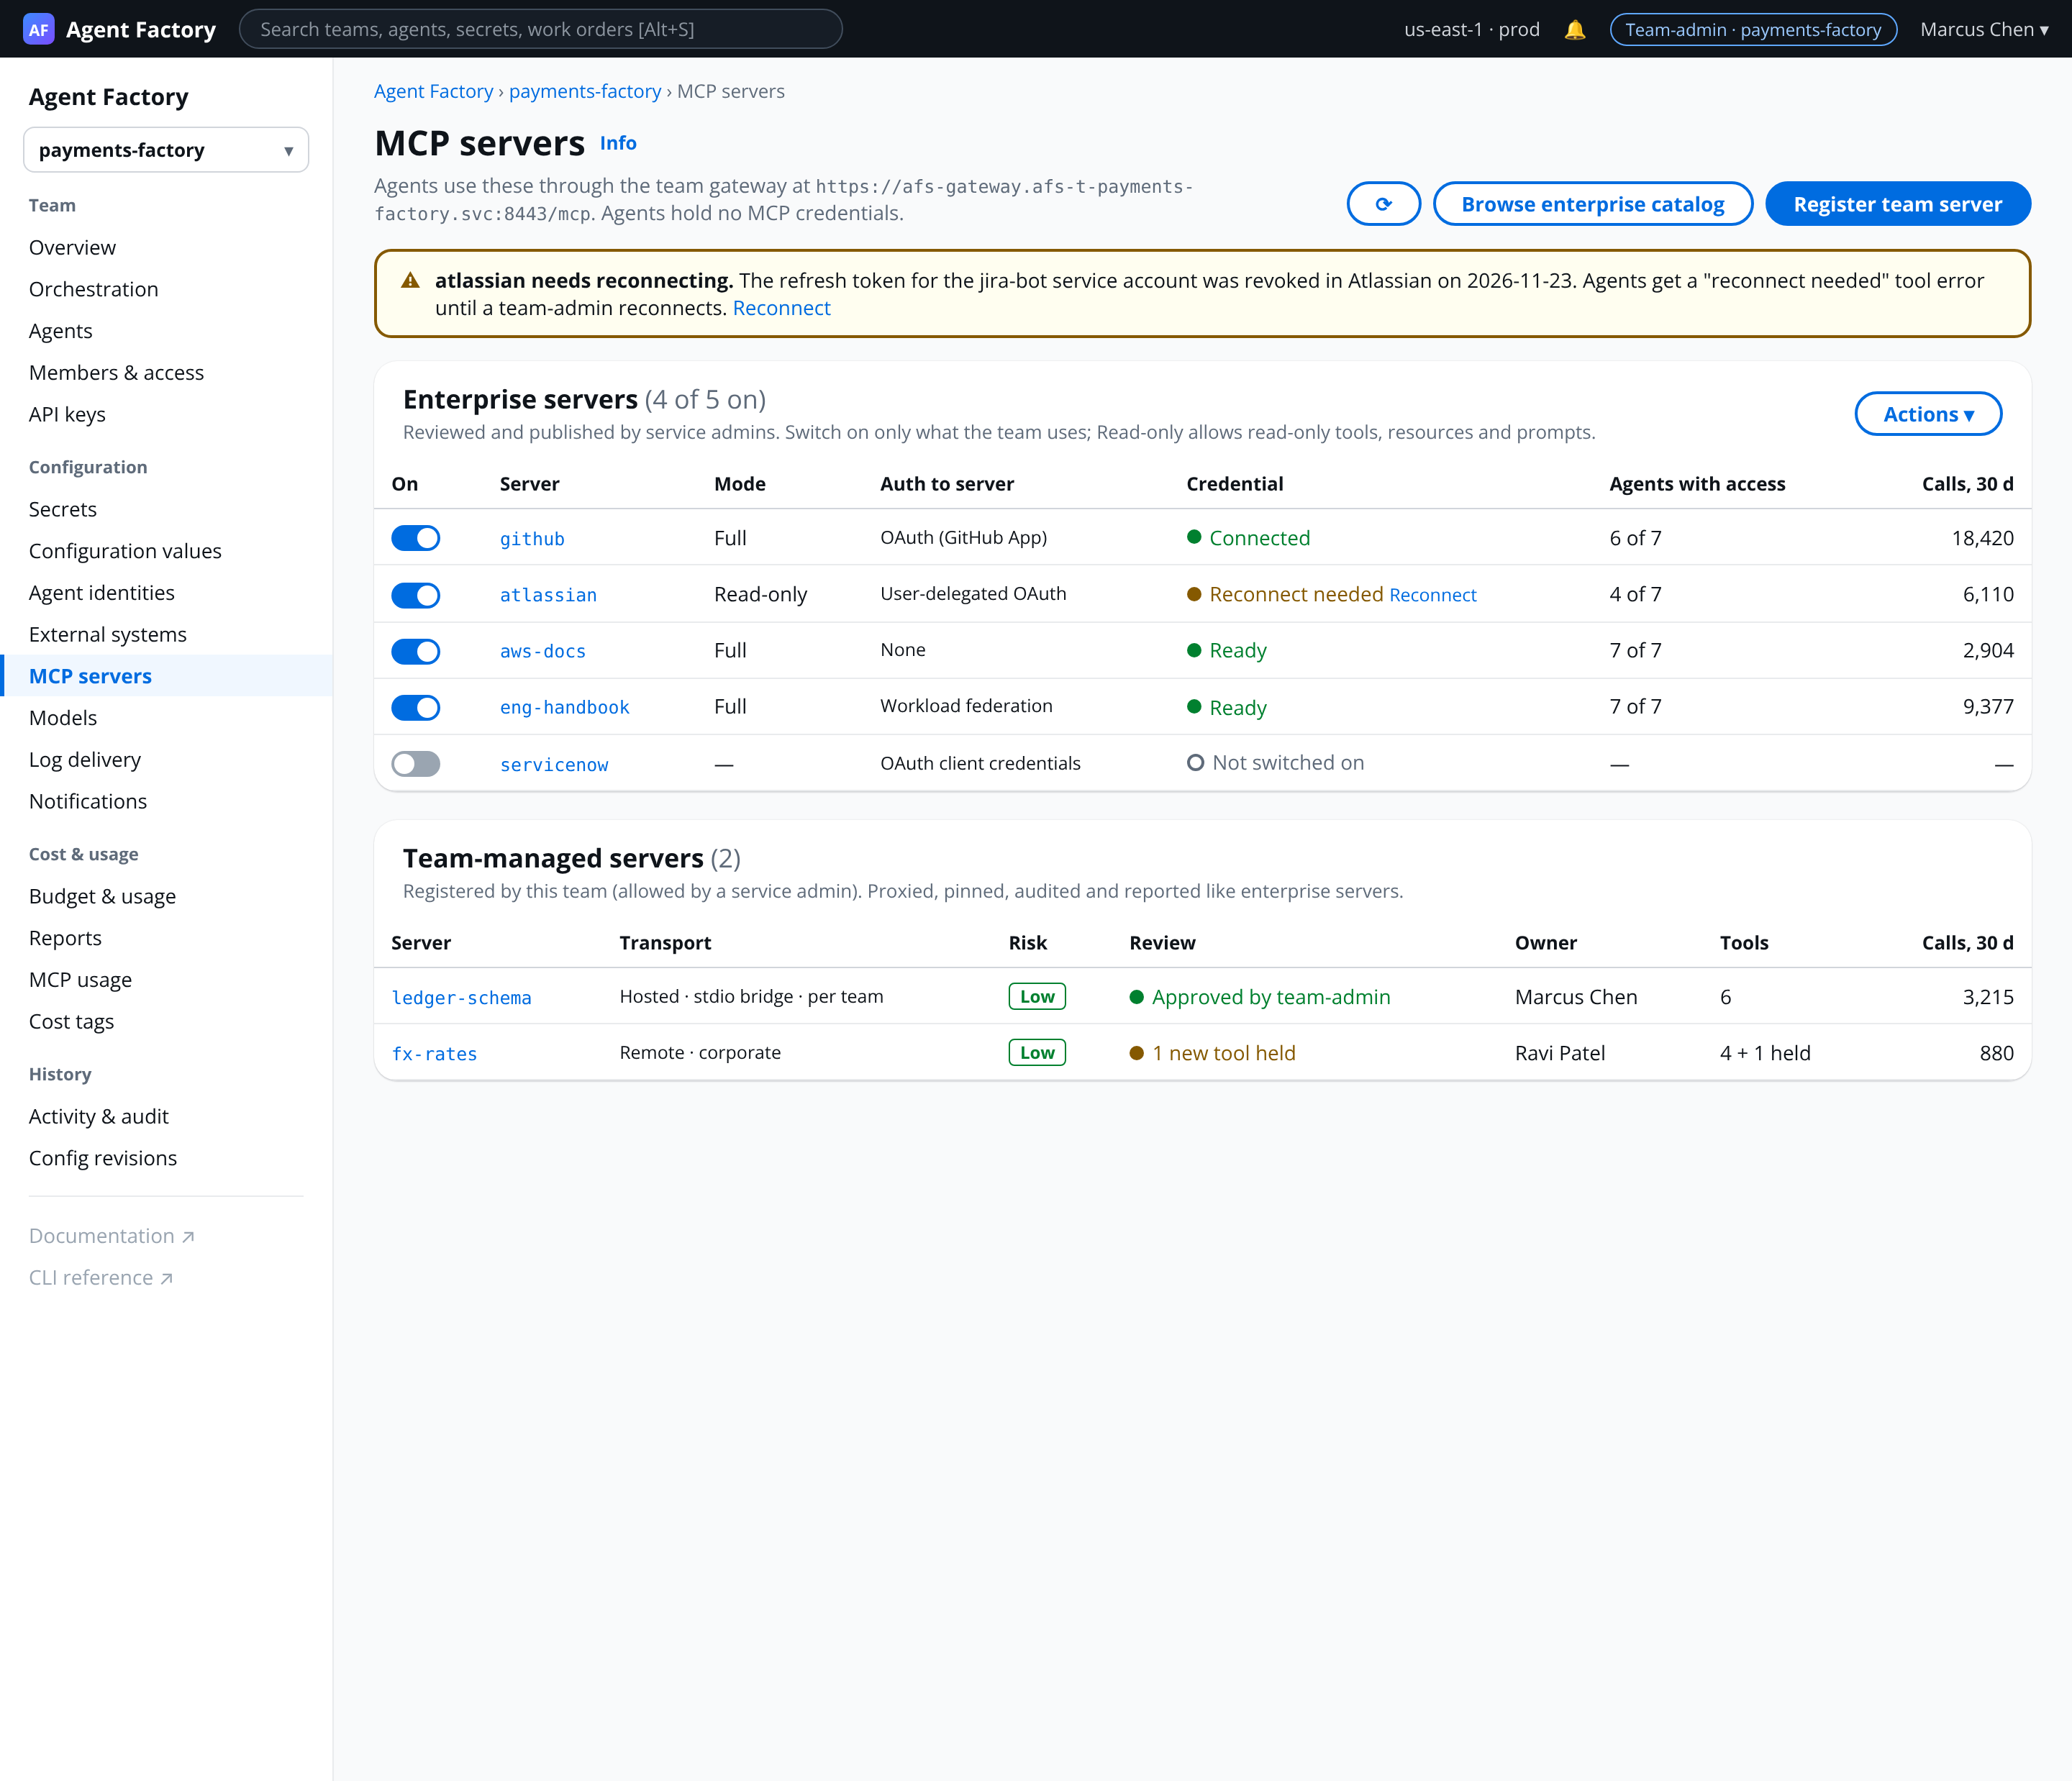 AF Agent Factory Search teams, agents, secrets, work orders [Alt+S] us-east-1 · prod 🔔 Team-admin · payments-factory Marcus Chen ▾
Agent Factory
payments-factory ▾
Team
Overview
Orchestration
Agents
Members & access
API keys
Configuration
Secrets
Configuration values
Agent identities
External systems
MCP servers
Models
Log delivery
Notifications
Cost & usage
Budget & usage
Reports
MCP usage
Cost tags
History
Activity & audit
Config revisions
Documentation ↗
CLI reference ↗
Agent Factory › payments-factory › MCP servers
MCP servers Info
Agents use these through the team gateway at https://afs-gateway.afs-t-payments-
factory.svc:8443/mcp. Agents hold no MCP credentials.
⟳ Browse enterprise catalog Register team server
⚠ atlassian needs reconnecting. The refresh token for the jira-bot service account was revoked in Atlassian on 2026-11-23. Agents get a "reconnect needed" tool error
until a team-admin reconnects. Reconnect
Enterprise servers (4 of 5 on)
Reviewed and published by service admins. Switch on only what the team uses; Read-only allows read-only tools, resources and prompts.
Actions ▾
On Server Mode Auth to server Credential Agents with access Calls, 30 d
github Full OAuth (GitHub App) Connected 6 of 7 18,420
atlassian Read-only User-delegated OAuth Reconnect needed Reconnect 4 of 7 6,110
aws-docs Full None Ready 7 of 7 2,904
eng-handbook Full Workload federation Ready 7 of 7 9,377
servicenow — OAuth client credentials Not switched on — —
Team-managed servers (2)
Registered by this team (allowed by a service admin). Proxied, pinned, audited and reported like enterprise servers.
Server Transport Risk Review Owner Tools Calls, 30 d
ledger-schema Hosted · stdio bridge · per team Low Approved by team-admin Marcus Chen 6 3,215
fx-rates Remote · corporate Low 1 new tool held Ravi Patel 4 + 1 held 880